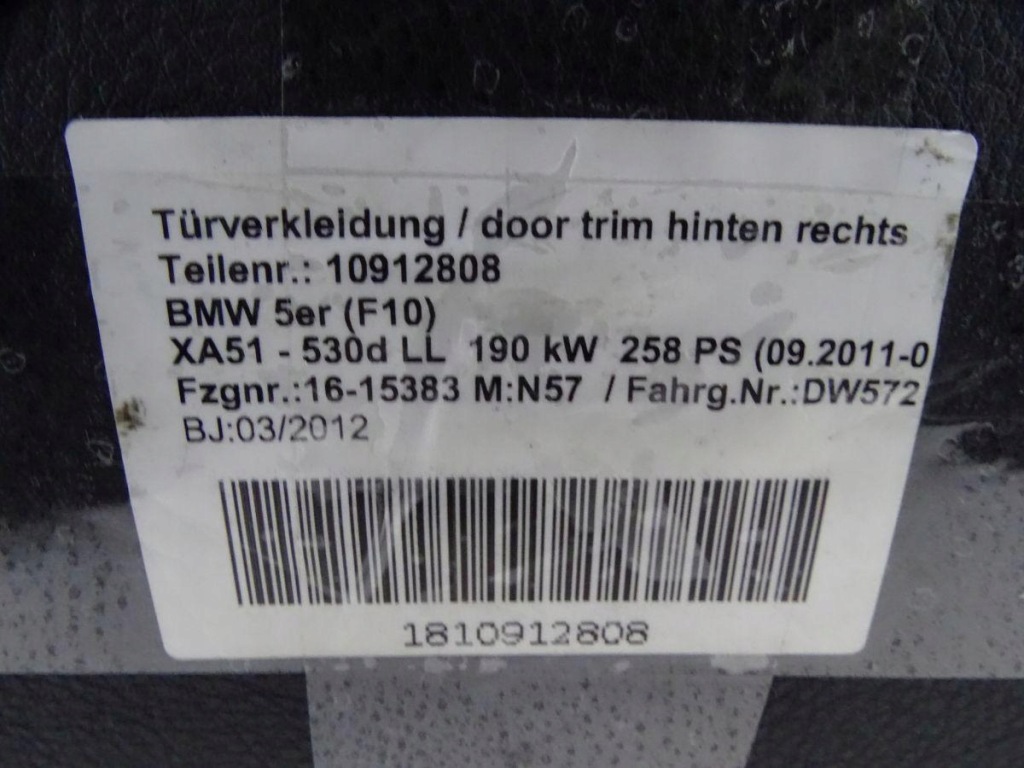 Türverkleidung / door trim hinten rechts
Teilenr.: 10912808
BMW 5er (F10)
XA51 - 530d LL 190 kW 258 PS (09.2011-0
Fzgnr.:16-15383 M:N57 / Fahrg.Nr.:DW572
BJ:03/2012
1810912808